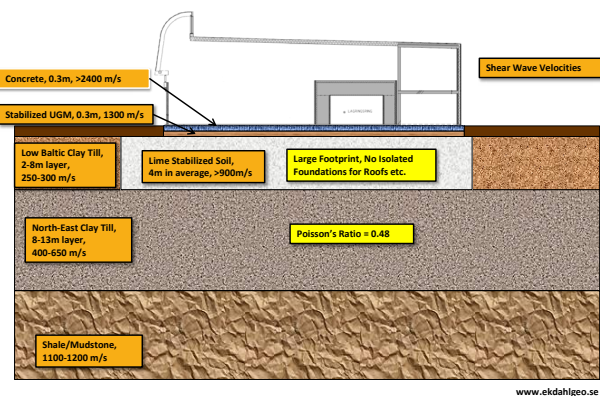 Shear Wave Velocities
Concrete, 0.3m, >2400 m/s
Stabilized UGM, 0.3m, 1300 m/s
Low Baltic Clay Till,
2-8m layer,
250-300 m/s
Lime Stabilized Soil,
4m in average, >900m/s
Large Footprint, No Isolated
Foundations for Roofs etc.
North-East Clay Till,
8-13m layer,
400-650 m/s
Poisson's Ratio = 0.48
Shale/Mudstone,
1100-1200 m/s
www.ekdahlgeo.se